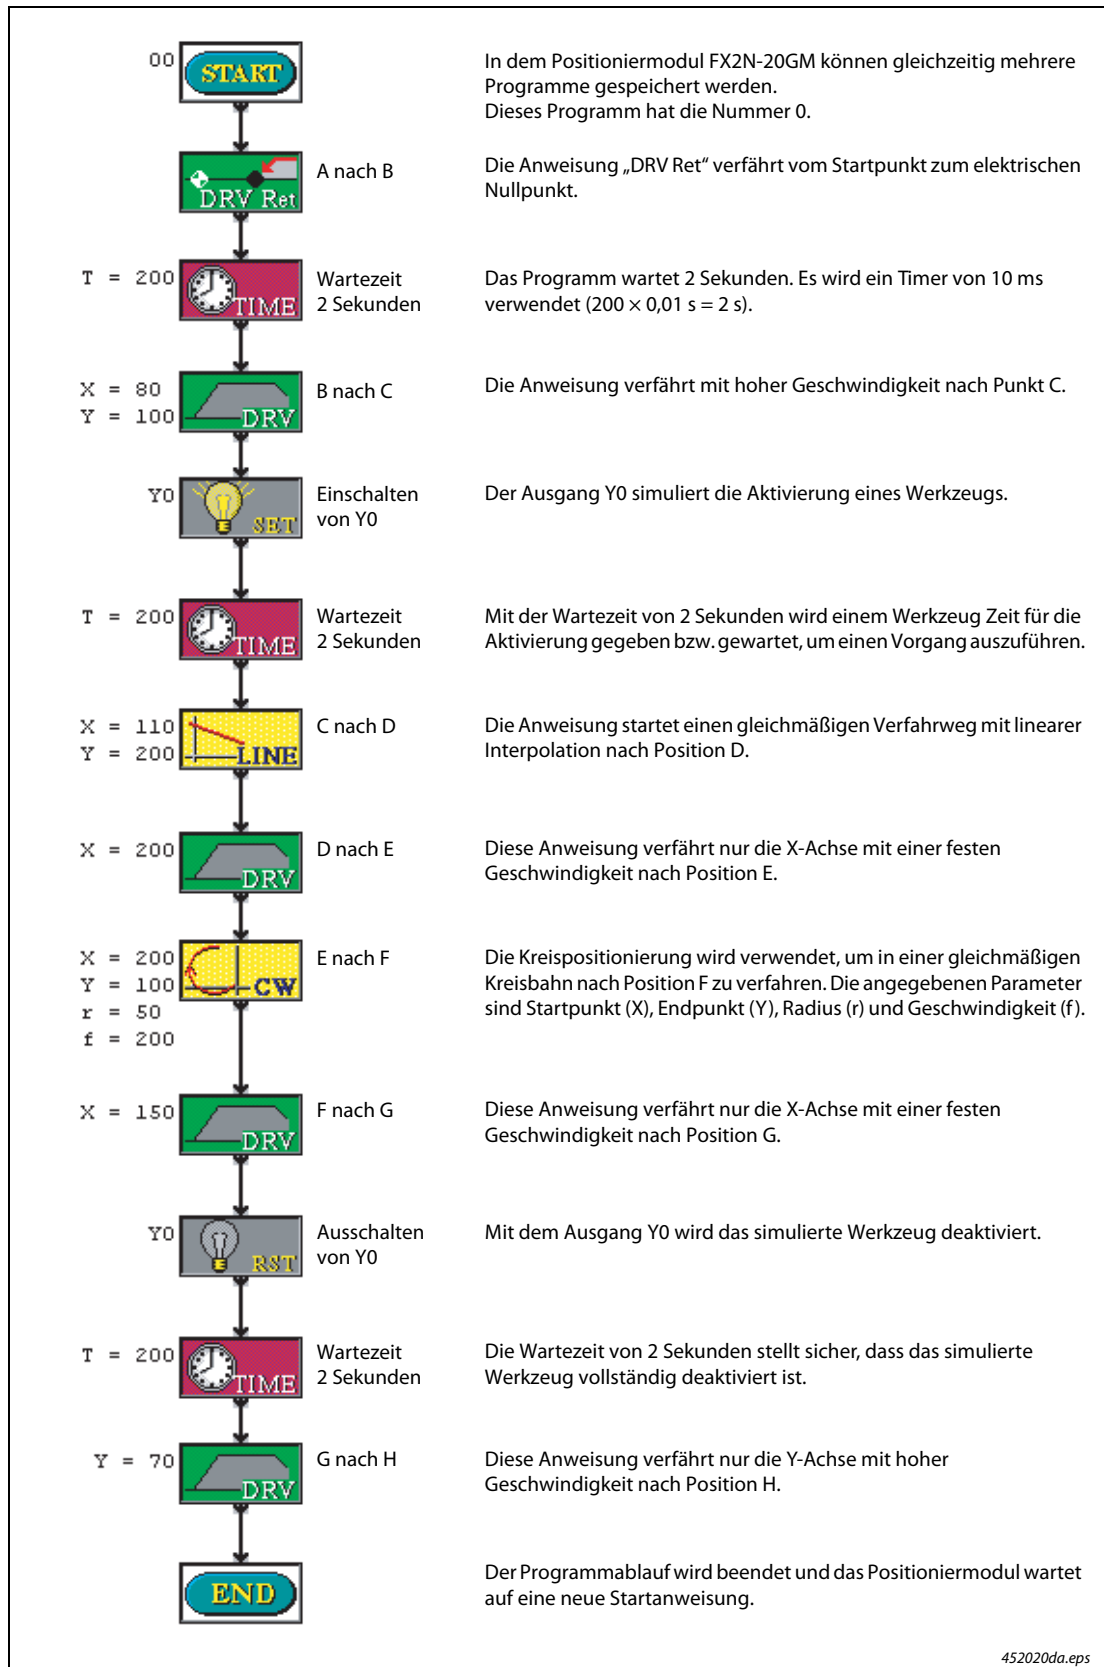 00
START
In dem Positioniermodul FX2N-20GM können gleichzeitig mehrere
Programme gespeichert werden.
Dieses Programm hat die Nummer 0.
DRV Ret
A nach B
Die Anweisung „DRV Ret“ verfährt vom Startpunkt zum elektrischen
Nullpunkt.
T = 200
TIME
Wartezeit
2 Sekunden
Das Programm wartet 2 Sekunden. Es wird ein Timer von 10 ms
verwendet (200 × 0,01 s = 2 s).
X = 80
Y = 100
DRV
B nach C
Die Anweisung verfährt mit hoher Geschwindigkeit nach Punkt C.
Y0
SET
Einschalten
von Y0
Der Ausgang Y0 simuliert die Aktivierung eines Werkzeugs.
T = 200
TIME
Wartezeit
2 Sekunden
Mit der Wartezeit von 2 Sekunden wird einem Werkzeug Zeit für die
Aktivierung gegeben bzw. gewartet, um einen Vorgang auszuführen.
X = 110
Y = 200
LINE
C nach D
Die Anweisung startet einen gleichmäßigen Verfahrweg mit linearer
Interpolation nach Position D.
X = 200
DRV
D nach E
Diese Anweisung verfährt nur die X-Achse mit einer festen
Geschwindigkeit nach Position E.
X = 200
Y = 100
r = 50
f = 200
CW
E nach F
Die Kreispositionierung wird verwendet, um in einer gleichmäßigen
Kreisbahn nach Position F zu verfahren. Die angegebenen Parameter
sind Startpunkt (X), Endpunkt (Y), Radius (r) und Geschwindigkeit (f).
X = 150
DRV
F nach G
Diese Anweisung verfährt nur die X-Achse mit einer festen
Geschwindigkeit nach Position G.
Y0
RST
Ausschalten
von Y0
Mit dem Ausgang Y0 wird das simulierte Werkzeug deaktiviert.
T = 200
TIME
Wartezeit
2 Sekunden
Die Wartezeit von 2 Sekunden stellt sicher, dass das simulierte
Werkzeug vollständig deaktiviert ist.
Y = 70
DRV
G nach H
Diese Anweisung verfährt nur die Y-Achse mit hoher
Geschwindigkeit nach Position H.
END
Der Programmablauf wird beendet und das Positioniermodul wartet
auf eine neue Startanweisung.
452020da.eps